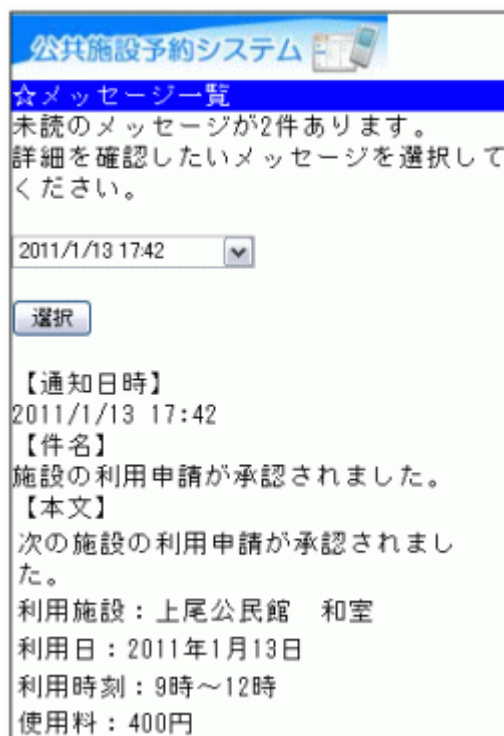 公共施設予約システム
☆メッセージ一覧
未読のメッセージが2件あります。
詳細を確認したいメッセージを選択して
ください。
2011/1/13 17:42
選択
【通知日時】
2011/1/13 17:42
【件名】
施設の利用申請が承認されました。
【本文】
次の施設の利用申請が承認されまし
た。
利用施設：上尾公民館　和室
利用日：2011年1月13日
利用時刻：9時～12時
使用料：400円